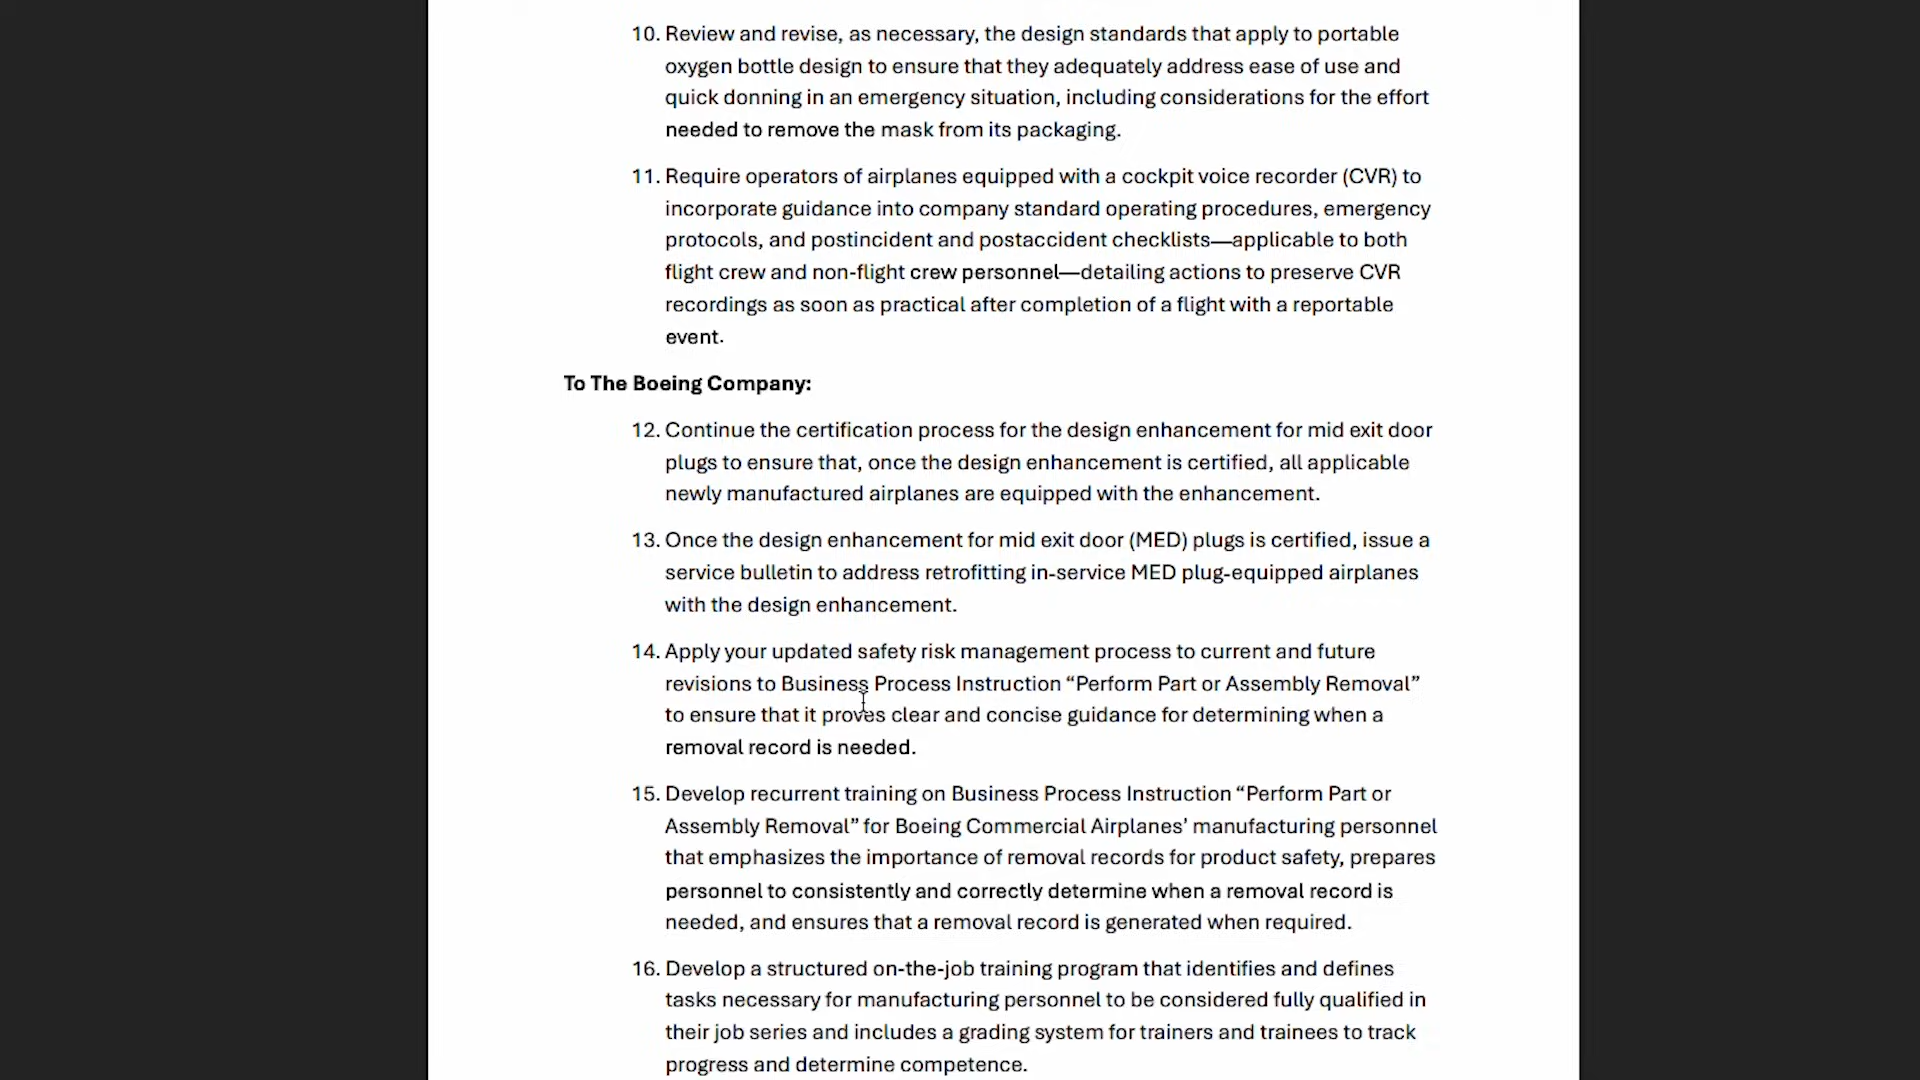 10. Review and revise, as necessary, the design standards that apply to portable
oxygen bottle design to ensure that they adequately address ease of use and
quick donning in an emergency situation, including considerations for the effort
needed to remove the mask from its packaging.
11. Require operators of airplanes equipped with a cockpit voice recorder (CVR) to
incorporate guidance into company standard operating procedures, emergency
protocols, and postincident and postaccident checklists—applicable to both
flight crew and non-flight crew personnel—detailing actions to preserve CVR
recordings as soon as practical after completion of a flight with a reportable
event.
To The Boeing Company:
12. Continue the certification process for the design enhancement for mid exit door
plugs to ensure that, once the design enhancement is certified, all applicable
newly manufactured airplanes are equipped with the enhancement.
13. Once the design enhancement for mid exit door (MED) plugs is certified, issue a
service bulletin to address retrofitting in-service MED plug-equipped airplanes
with the design enhancement.
14. Apply your updated safety risk management process to current and future
revisions to Business Process Instruction “Perform Part or Assembly Removal”
to ensure that it proves clear and concise guidance for determining when a
removal record is needed.
15. Develop recurrent training on Business Process Instruction “Perform Part or
Assembly Removal” for Boeing Commercial Airplanes’ manufacturing personnel
that emphasizes the importance of removal records for product safety, prepares
personnel to consistently and correctly determine when a removal record is
needed, and ensures that a removal record is generated when required.
16. Develop a structured on-the-job training program that identifies and defines
tasks necessary for manufacturing personnel to be considered fully qualified in
their job series and includes a grading system for trainers and trainees to track
progress and determine competence.